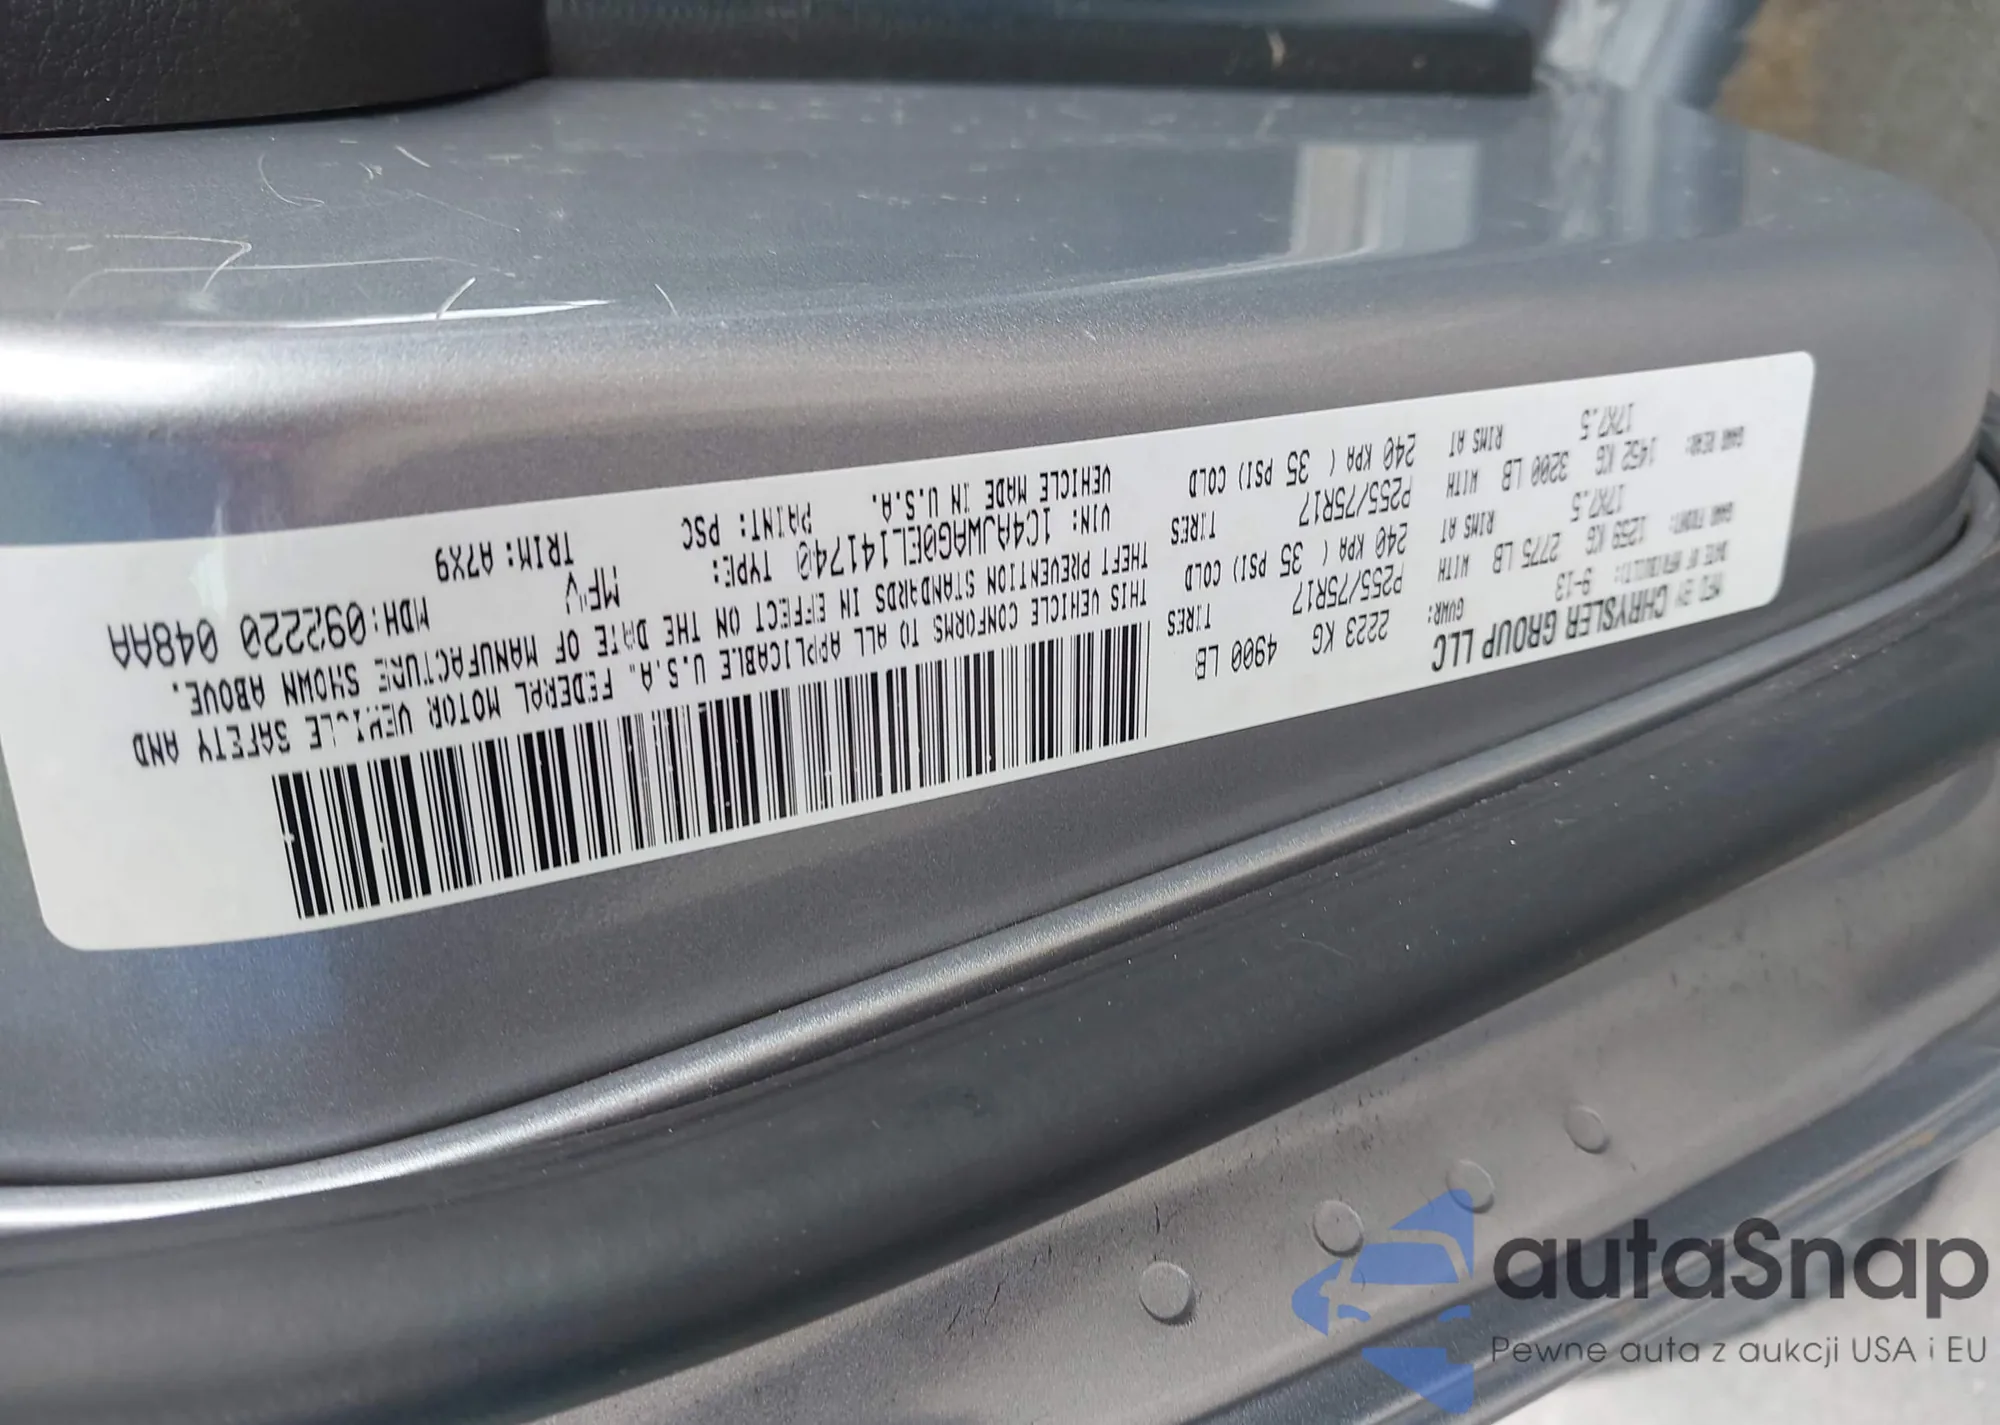 MFD BY CHRYSLER GROUP LLC
DATE OF MFR: 9-13 GVWR: 2223 KG 4900 LB
GAWR FRONT: 1259 KG 2775 LB WITH TIRES P255/75R17
RIMS AT 17X7.5 240 KPA ( 35 PSI) COLD
GAWR REAR: 1452 KG 3200 LB WITH TIRES P255/75R17
RIMS AT 17X7.5 240 KPA ( 35 PSI) COLD
THIS VEHICLE CONFORMS TO ALL APPLICABLE U.S.A. FEDERAL MOTOR VEHICLE SAFETY AND
THEFT PREVENTION STANDARDS IN EFFECT ON THE DATE OF MANUFACTURE SHOWN ABOVE.
VIN: 1C4AJWAG0EL141740 TYPE: MPV MDH:092220 048AA
VEHICLE MADE IN U.S.A. PAINT: PSC TRIM: A7X9
autaSnap
Pewne auta z aukcji USA i EU